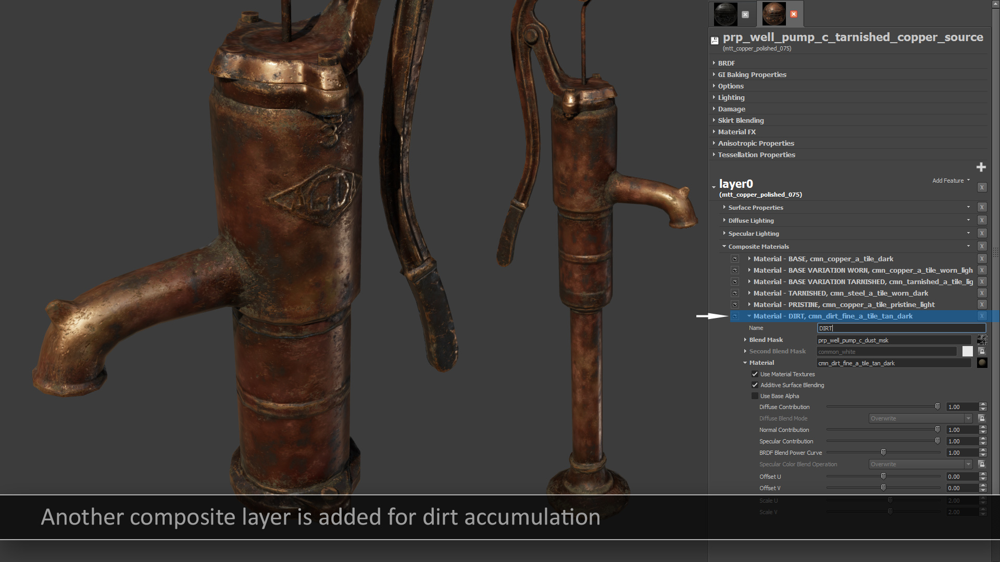 prp_well_pump_c_tarnished_copper_source
(mtt_copper_polished_075)
BRDF
GI Baking Properties
Options
Lighting
Damage
Skirt Blending
Material FX
Anisotropic Properties
Tessellation Properties
Add Feature
layer0
X
(mtt_copper_polished_075)
Surface Properties X
Diffuse Lighting X
Specular Lighting X
Composite Materials X
Material - BASE, cmn_copper_a_tile_dark X
Material - BASE VARIATION WORN, cmn_copper_a_tile_worn_ligh X
Material - BASE VARIATION TARNISHED, cmn_tarnished_a_tile_lig X
Material - TARNISHED, cmn_steel_a_tile_worn_dark X
Material - PRISTINE, cmn_copper_a_tile_pristine_light X
Material - DIRT, cmn_dirt_fine_a_tile_tan_dark X
Name DIRT
Blend Mask prp_well_pump_c_dust_msk
Second Blend Mask common_white
Material cmn_dirt_fine_a_tile_tan_dark
Use Material Textures
Additive Surface Blending
Use Base Alpha
Diffuse Contribution 1.00
Diffuse Blend Mode Overwrite
Normal Contribution 1.00
Specular Contribution 1.00
BRDF Blend Power Curve 1.00
Specular Color Blend Operation Overwrite
Offset U 0.00
Offset V 0.00
Scale U 2.00
Scale V 2.00
3
Another composite layer is added for dirt accumulation